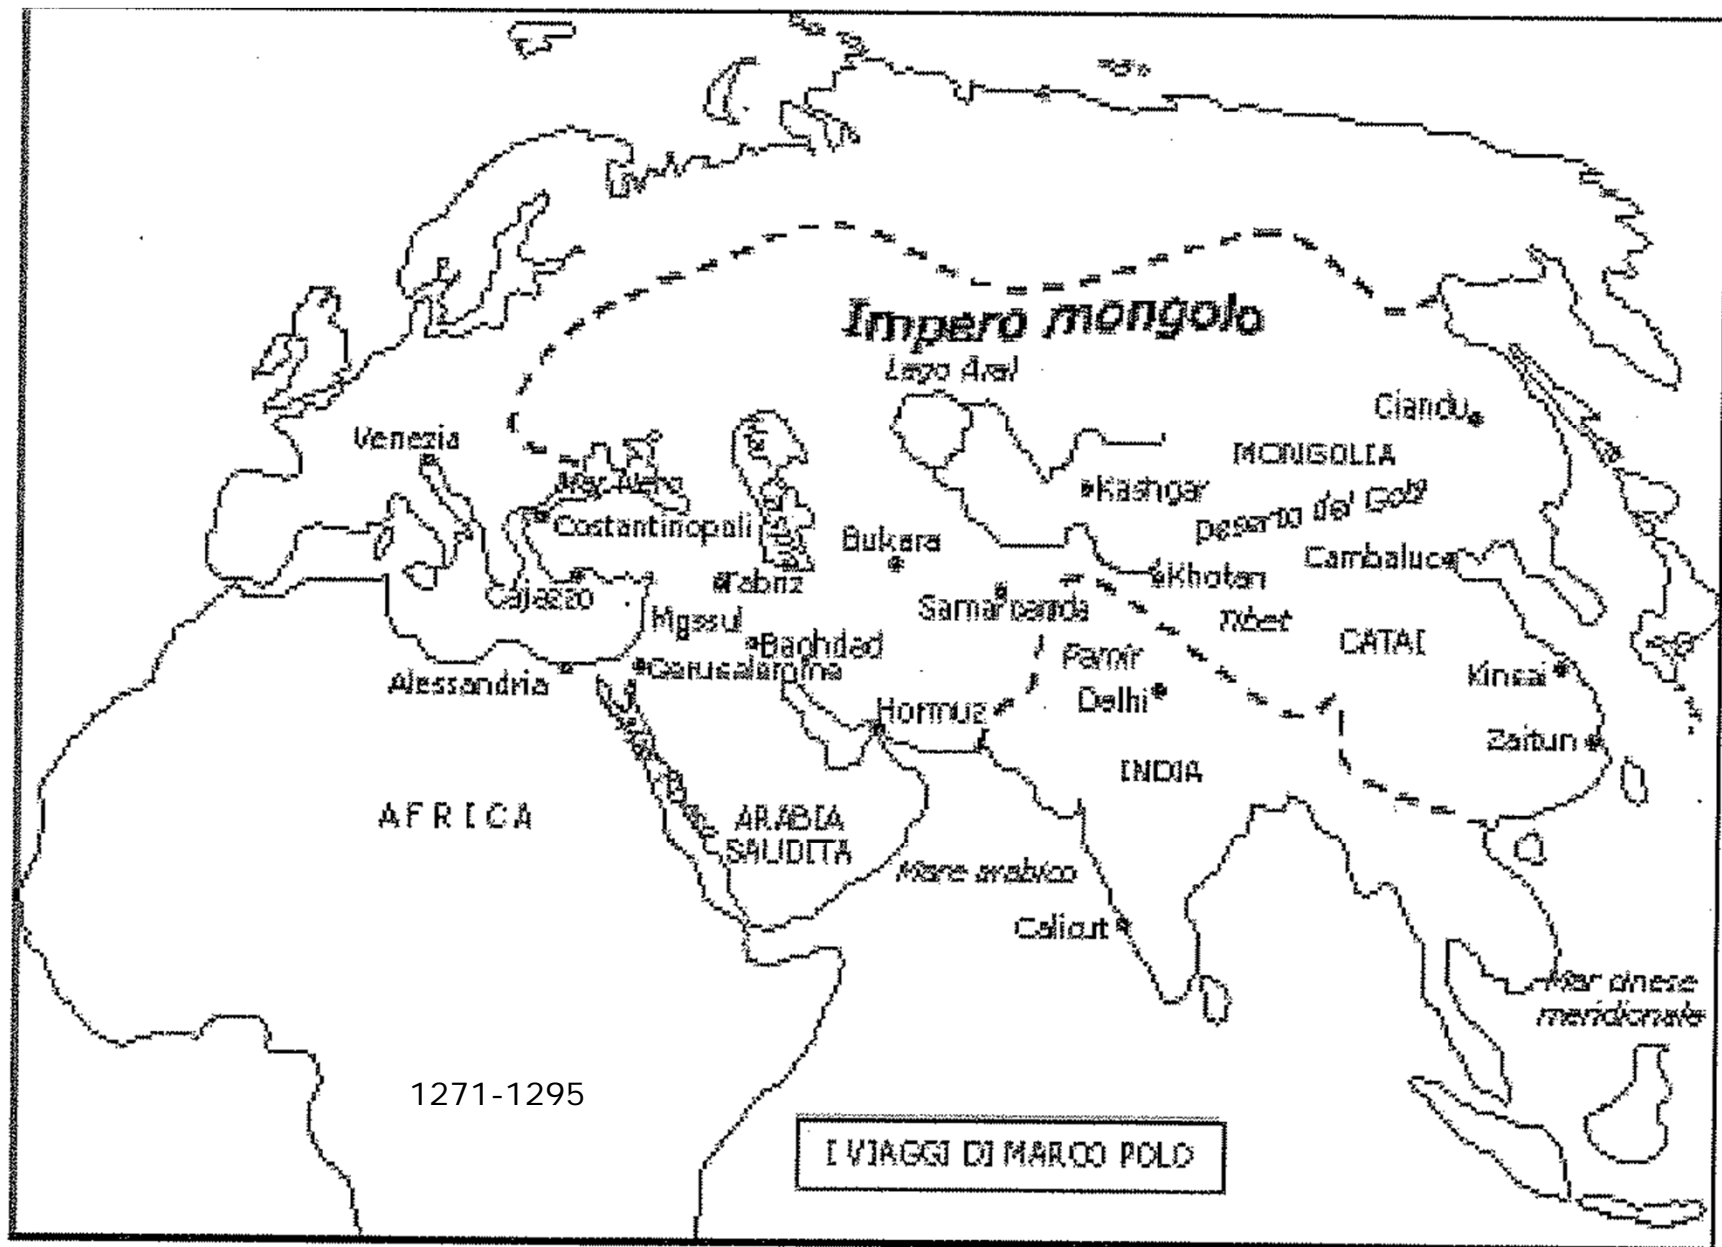 Impero mongolo
Lago Aral
Ciandu
Venezia
MONGOLIA
Mar Nero
Kashgar
Deserto del Gobi
Costantinopoli
Bukara
Cambaluc
Tabriz
Khotan
Cajazzo
Samarcanda
Mossul
Tibet
Baghdad
CATAI
Pamir
Gerusalemme
Kinsai
Alessandria
Delhi
Hormuz
Zaitun
INDIA
AFRICA
ARABIA
SAUDITA
Mare arabico
Calicut
Mar cinese
meridionale
1271-1295
I VIAGGI DI MARCO POLO